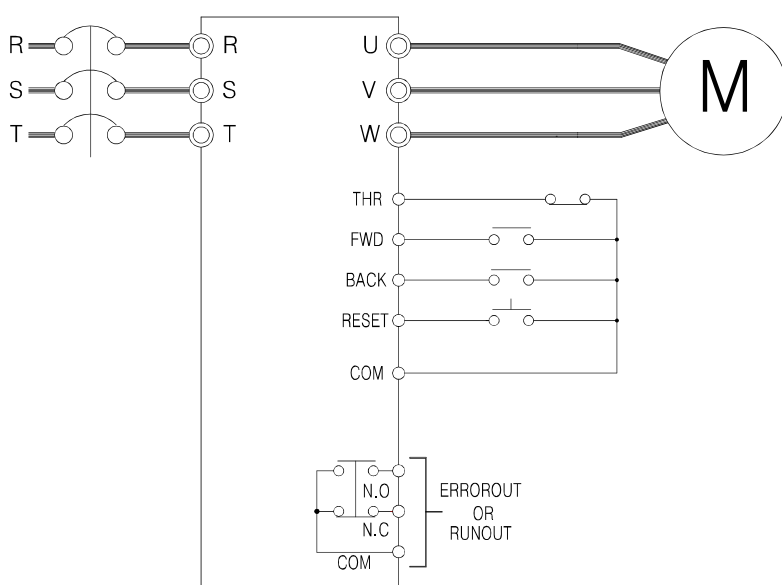 R R U
S S V M
T T W
THR
FWD
BACK
RESET
COM
N.O
N.C
COM
ERROROUT
OR
RUNOUT